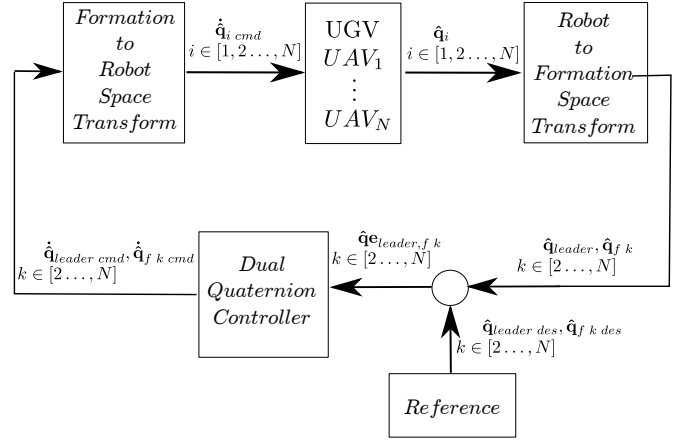 Formation
to
Robot
Space
Transform
$\dot{\hat{\mathbf{q}}}_{i\ cmd}$
$i \in [1, 2 \ldots, N]$
UGV
$UAV_1$
⋮
$UAV_N$
$\hat{\mathbf{q}}_i$
$i \in [1, 2 \ldots, N]$
Robot
to
Formation
Space
Transform
$\dot{\hat{\mathbf{q}}}_{leader\ cmd}, \dot{\hat{\mathbf{q}}}_{f\ k\ cmd}$
$k \in [2 \ldots, N]$
Dual
Quaternion
Controller
$\hat{\mathbf{q}}\mathbf{e}_{leader, f\ k}$
$k \in [2 \ldots, N]$
$\hat{\mathbf{q}}_{leader}, \hat{\mathbf{q}}_{f\ k}$
$k \in [2 \ldots, N]$
$\hat{\mathbf{q}}_{leader\ des}, \hat{\mathbf{q}}_{f\ k\ des}$
$k \in [2 \ldots, N]$
Reference